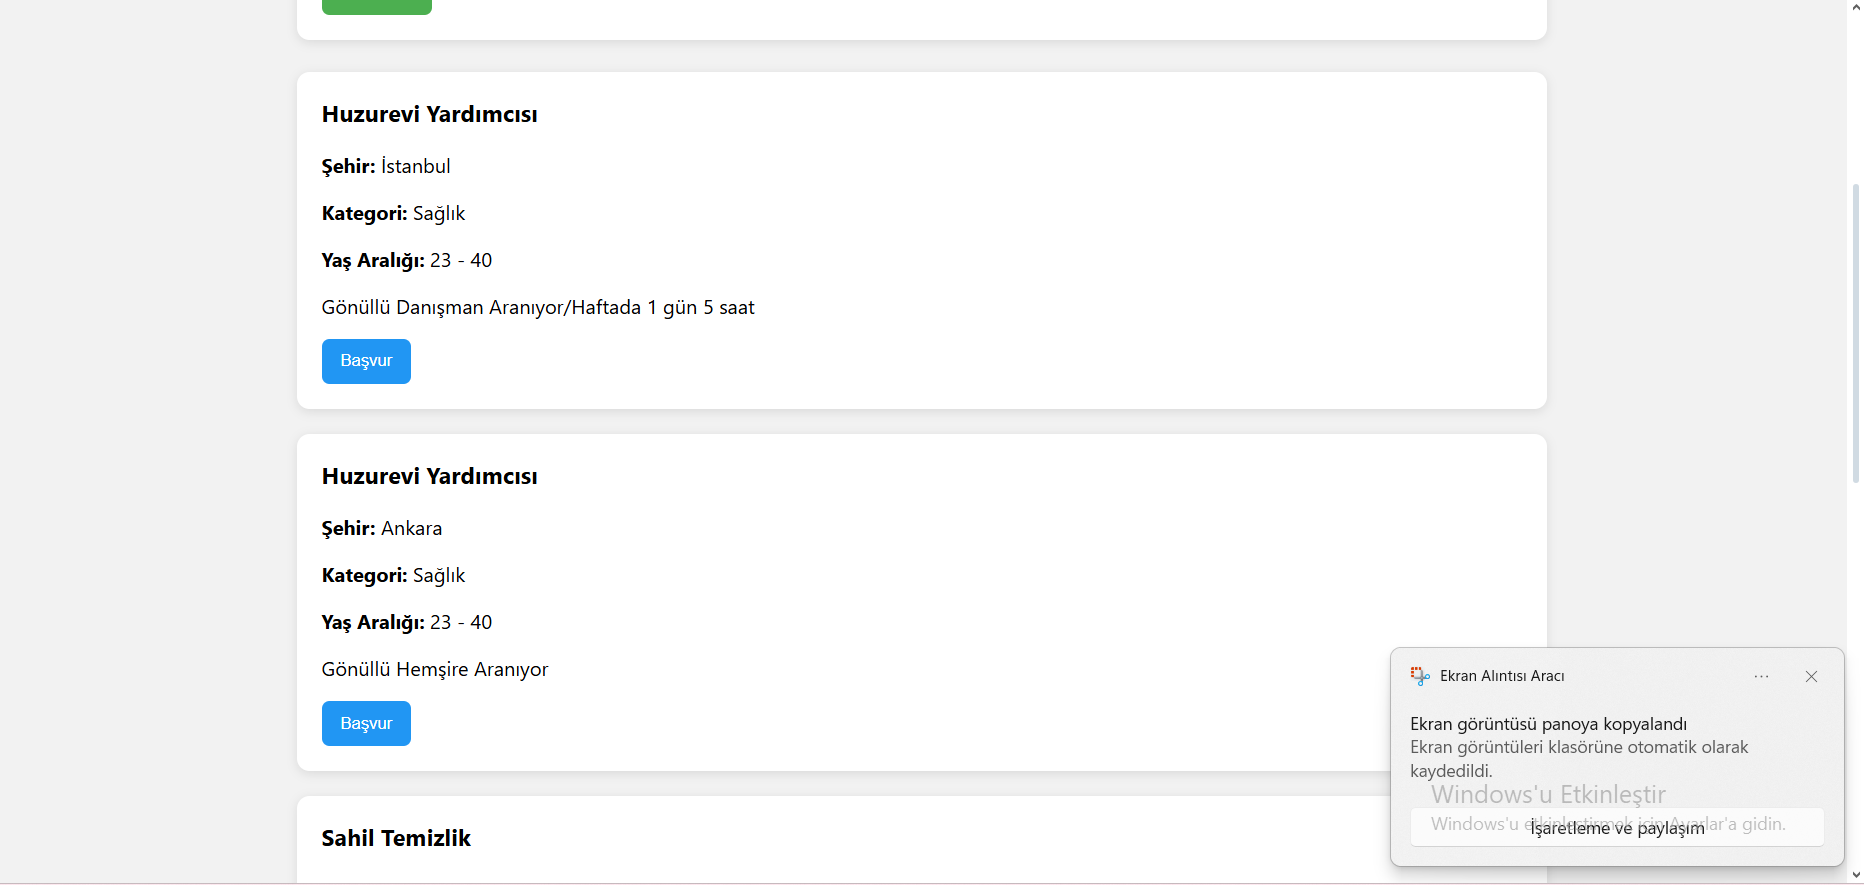 Huzurevi Yardımcısı
Şehir: İstanbul
Kategori: Sağlık
Yaş Aralığı: 23 - 40
Gönüllü Danışman Aranıyor/Haftada 1 gün 5 saat
Başvur
Huzurevi Yardımcısı
Şehir: Ankara
Kategori: Sağlık
Yaş Aralığı: 23 - 40
Gönüllü Hemşire Aranıyor
Başvur
Sahil Temizlik
Ekran Alıntısı Aracı
Ekran görüntüsü panoya kopyalandı
Ekran görüntüleri klasörüne otomatik olarak
kaydedildi.
Windows'u Etkinleştir
Windows'u etkinleştirmek için Ayarlar'a gidin.
İşaretleme ve paylaşım